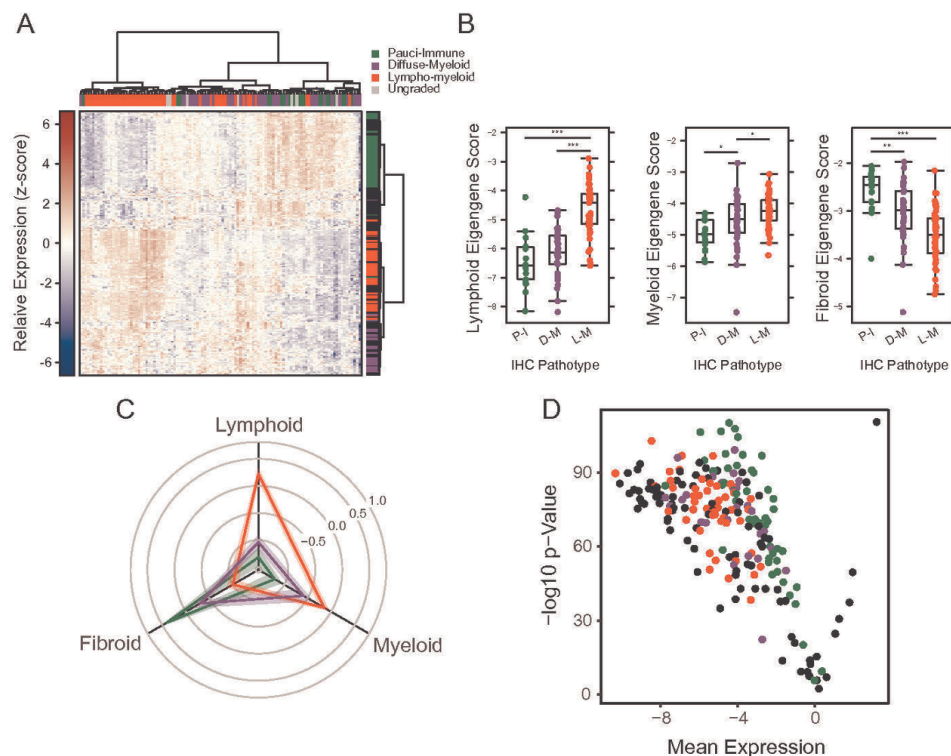 A
Pauci-Immune
Diffuse-Myeloid
Lympho-myeloid
Ungraded
Relaive Expression (z-score)
6
4
2
0
-2
-4
-6
B
Lymphoid Eigengene Score
−2
−3
−4
−5
−6
−7
−8
***
***
P-I
D-M
L-M
IHC Pathotype
Myeloid Eigengene Score
−2
−3
−4
−5
−7
*
*
P-I
D-M
L-M
IHC Pathotype
Fibroid Eigengene Score
−2
−3
−4
−5
***
**
P-I
D-M
L-M
IHC Pathotype
C
Lymphoid
1.0
0.5
0.0
−0.5
Fibroid
Myeloid
D
−log10 p-Value
90
60
30
0
−8
−4
0
Mean Expression